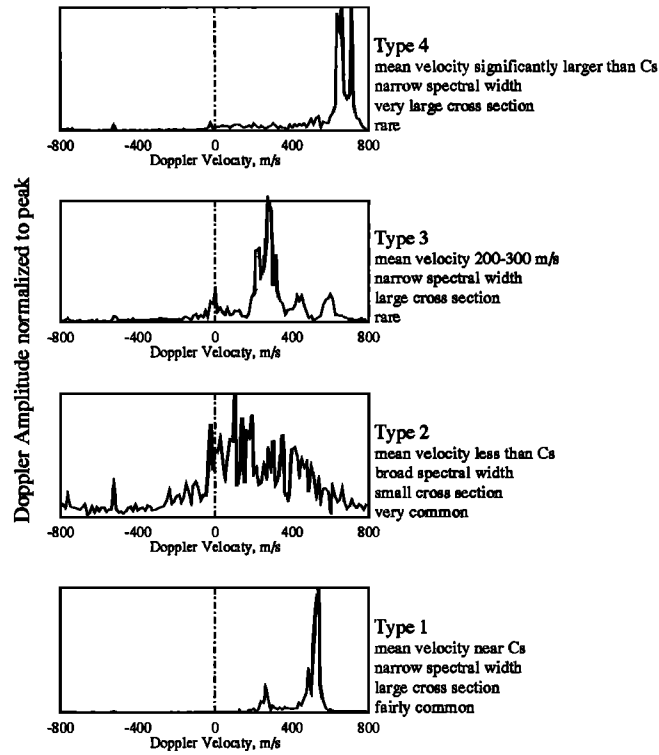 Doppler Amplitude normalized to peak
Type 4
mean velocity significantly larger than Cs
narrow spectral width
very large cross section
rare
-800 -400 0 400 800
Doppler Velocity, m/s
Type 3
mean velocity 200-300 m/s
narrow spectral width
large cross section
rare
-800 -400 0 400 800
Doppler Velocity, m/s
Type 2
mean velocity less than Cs
broad spectral width
small cross section
very common
-800 -400 0 400 800
Doppler Velocity, m/s
Type 1
mean velocity near Cs
narrow spectral width
large cross section
fairly common
-800 -400 0 400 800
Doppler Velocity, m/s